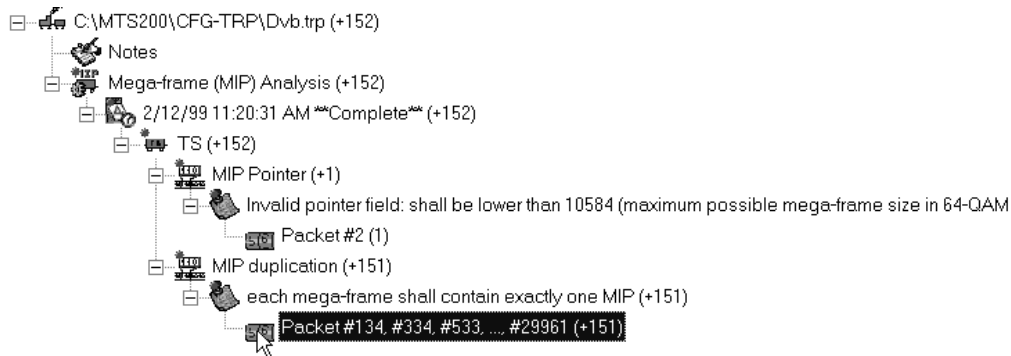 C:\MTS200\CFG-TRP\Dvb.trp (+152)
Notes
Mega-frame (MIP) Analysis (+152)
2/12/99 11:20:31 AM **Complete** (+152)
TS (+152)
MIP Pointer (+1)
Invalid pointer field: shall be lower than 10584 (maximum possible mega-frame size in 64-QAM
Packet #2 (1)
MIP duplication (+151)
each mega-frame shall contain exactly one MIP (+151)
Packet #134, #334, #533, ..., #29961 (+151)